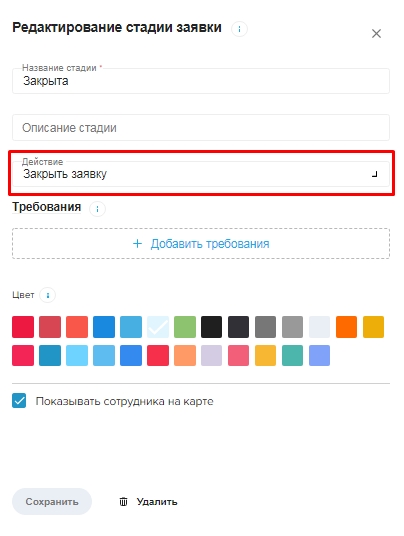 Редактирование стадии заявки
Название стадии *
Закрыта
Описание стадии
Действие
Закрыть заявку
Требования
+ Добавить требования
Цвет
Показывать сотрудника на карте
Сохранить
Удалить